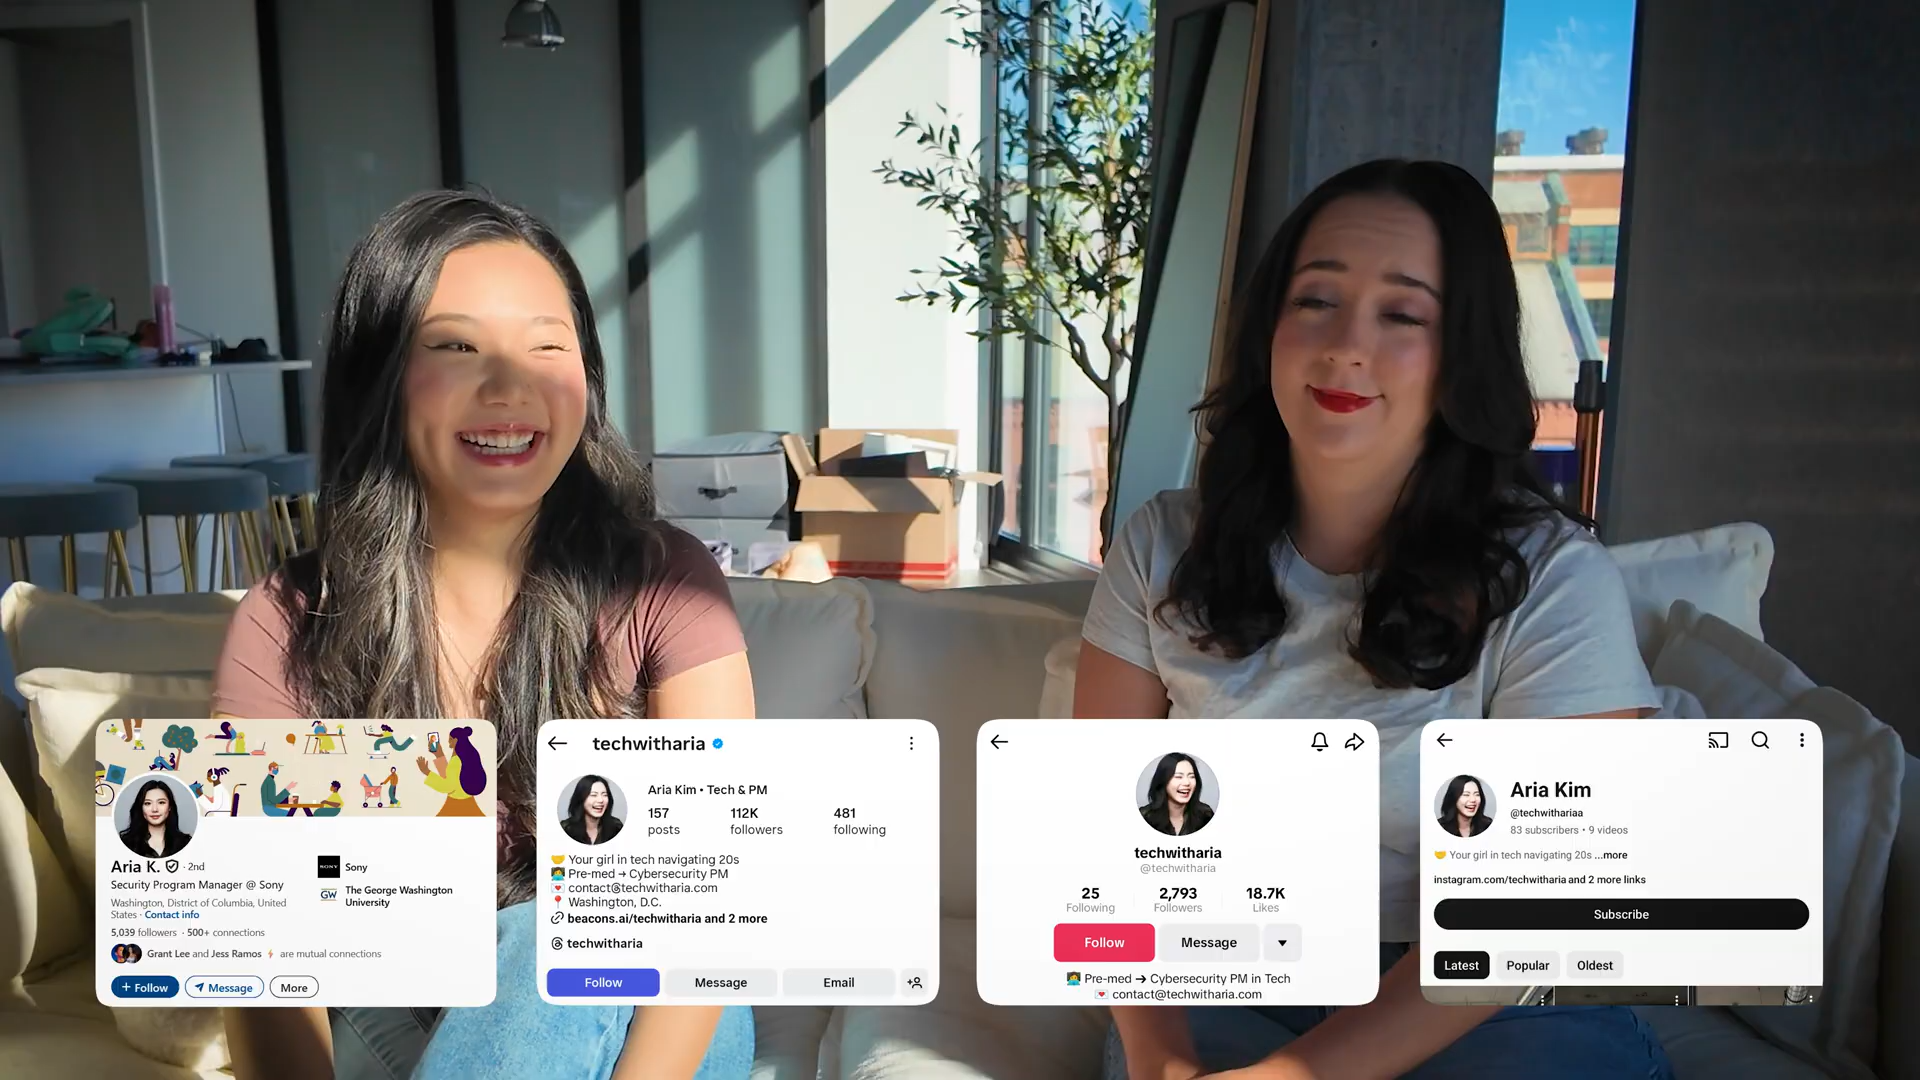 Aria K. · 2nd
Security Program Manager @ Sony
Washington, District of Columbia, United
States · Contact info
5,039 followers · 500+ connections
Grant Lee and Jess Ramos ⚡ are mutual connections
+ Follow
Message
More
SONY
Sony
GW
The George Washington
University
techwitharia
Aria Kim • Tech & PM
157
posts
112K
followers
481
following
🤝 Your girl in tech navigating 20s
👩‍💻 Pre-med → Cybersecurity PM
💌 contact@techwitharia.com
📍 Washington, D.C.
beacons.ai/techwitharia and 2 more
techwitharia
Follow
Message
Email
techwitharia
@techwitharia
25
Following
2,793
Followers
18.7K
Likes
Follow
Message
👩‍💻 Pre-med → Cybersecurity PM in Tech
💌 contact@techwitharia.com
Aria Kim
@techwithariaa
83 subscribers • 9 videos
🤝 Your girl in tech navigating 20s ...more
instagram.com/techwitharia and 2 more links
Subscribe
Latest
Popular
Oldest